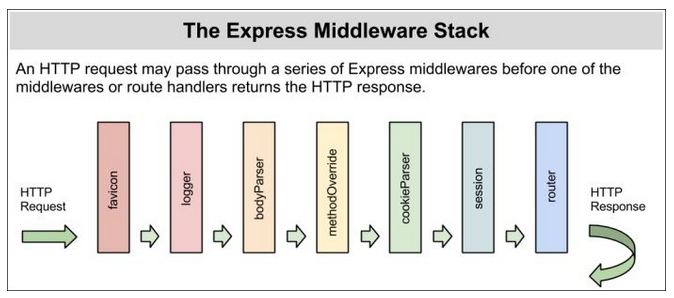 The Express Middleware Stack
An HTTP request may pass through a series of Express middlewares before one of the
middlewares or route handlers returns the HTTP response.
HTTP
Request
favicon
logger
bodyParser
methodOverride
cookieParser
session
router
HTTP
Response